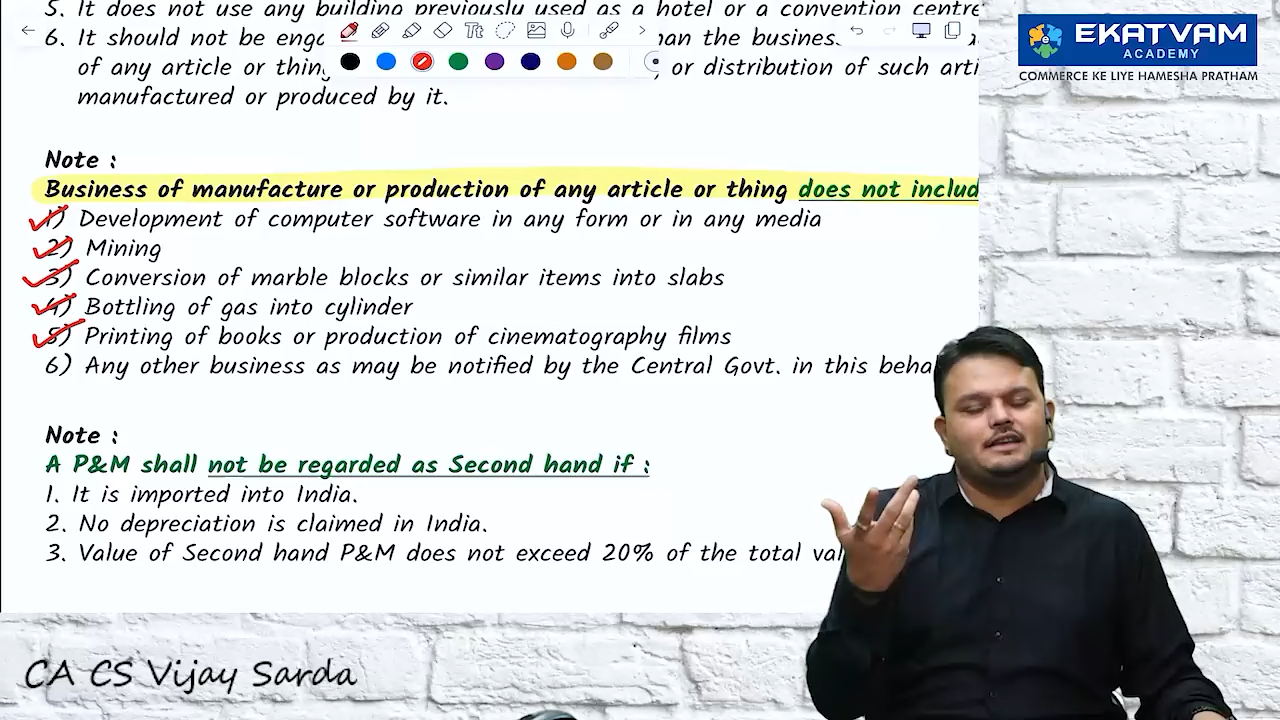 5. It does not use any building previously used as a hotel or a convention centre
6. It should not be the business
of any article or thing or distribution of such
manufactured or produced by it.
Note :
Business of manufacture or production of any article or thing does not
1) Development of computer software in any form or in any media
2) Mining
3) Conversion of marble blocks or similar items into slabs
4) Bottling of gas into cylinder
5) Printing of books or production of cinematography films
6) Any other business as may be notified by the Central Govt. in this
Note :
A P&M shall not be regarded as Second hand if :
1. It is imported into India.
2. No depreciation is claimed in India.
3. Value of Second hand P&M does not exceed 20% of the total
Tt
EKATVAM
ACADEMY
COMMERCE KE LIYE HAMESHA PRATHAM
CA CS Vijay Sarda